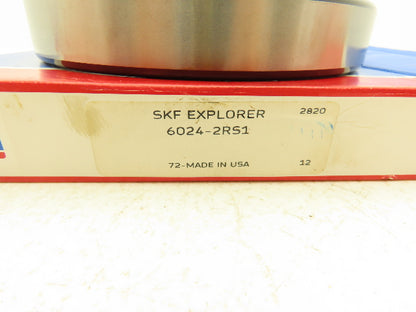 SKF EXPLORER 2820
6024-2RS1
72-MADE IN USA 12